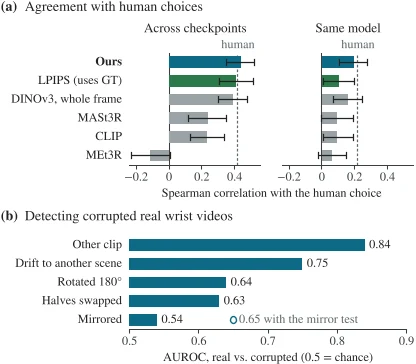 (a) Agreement with human choices
Across checkpoints
Same model
human
human
Ours
LPIPS (uses GT)
DINOv3, whole frame
MASt3R
CLIP
MEt3R
−0.2 0 0.2 0.4
−0.2 0 0.2 0.4
Spearman correlation with the human choice
(b) Detecting corrupted real wrist videos
Other clip 0.84
Drift to another scene 0.75
Rotated 180° 0.64
Halves swapped 0.63
Mirrored 0.54 0.65 with the mirror test
0.5 0.6 0.7 0.8 0.9
AUROC, real vs. corrupted (0.5 = chance)